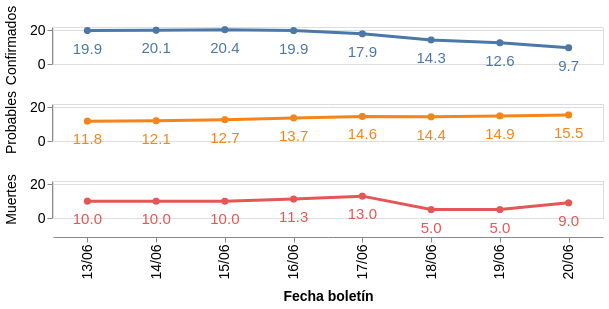 Confirmados
20
0
19.9 20.1 20.4 19.9 17.9 14.3 12.6 9.7
Probables
20
0
11.8 12.1 12.7 13.7 14.6 14.4 14.9 15.5
Muertes
20
0
10.0 10.0 10.0 11.3 13.0 5.0 5.0 9.0
13/06 14/06 15/06 16/06 17/06 18/06 19/06 20/06
Fecha boletín